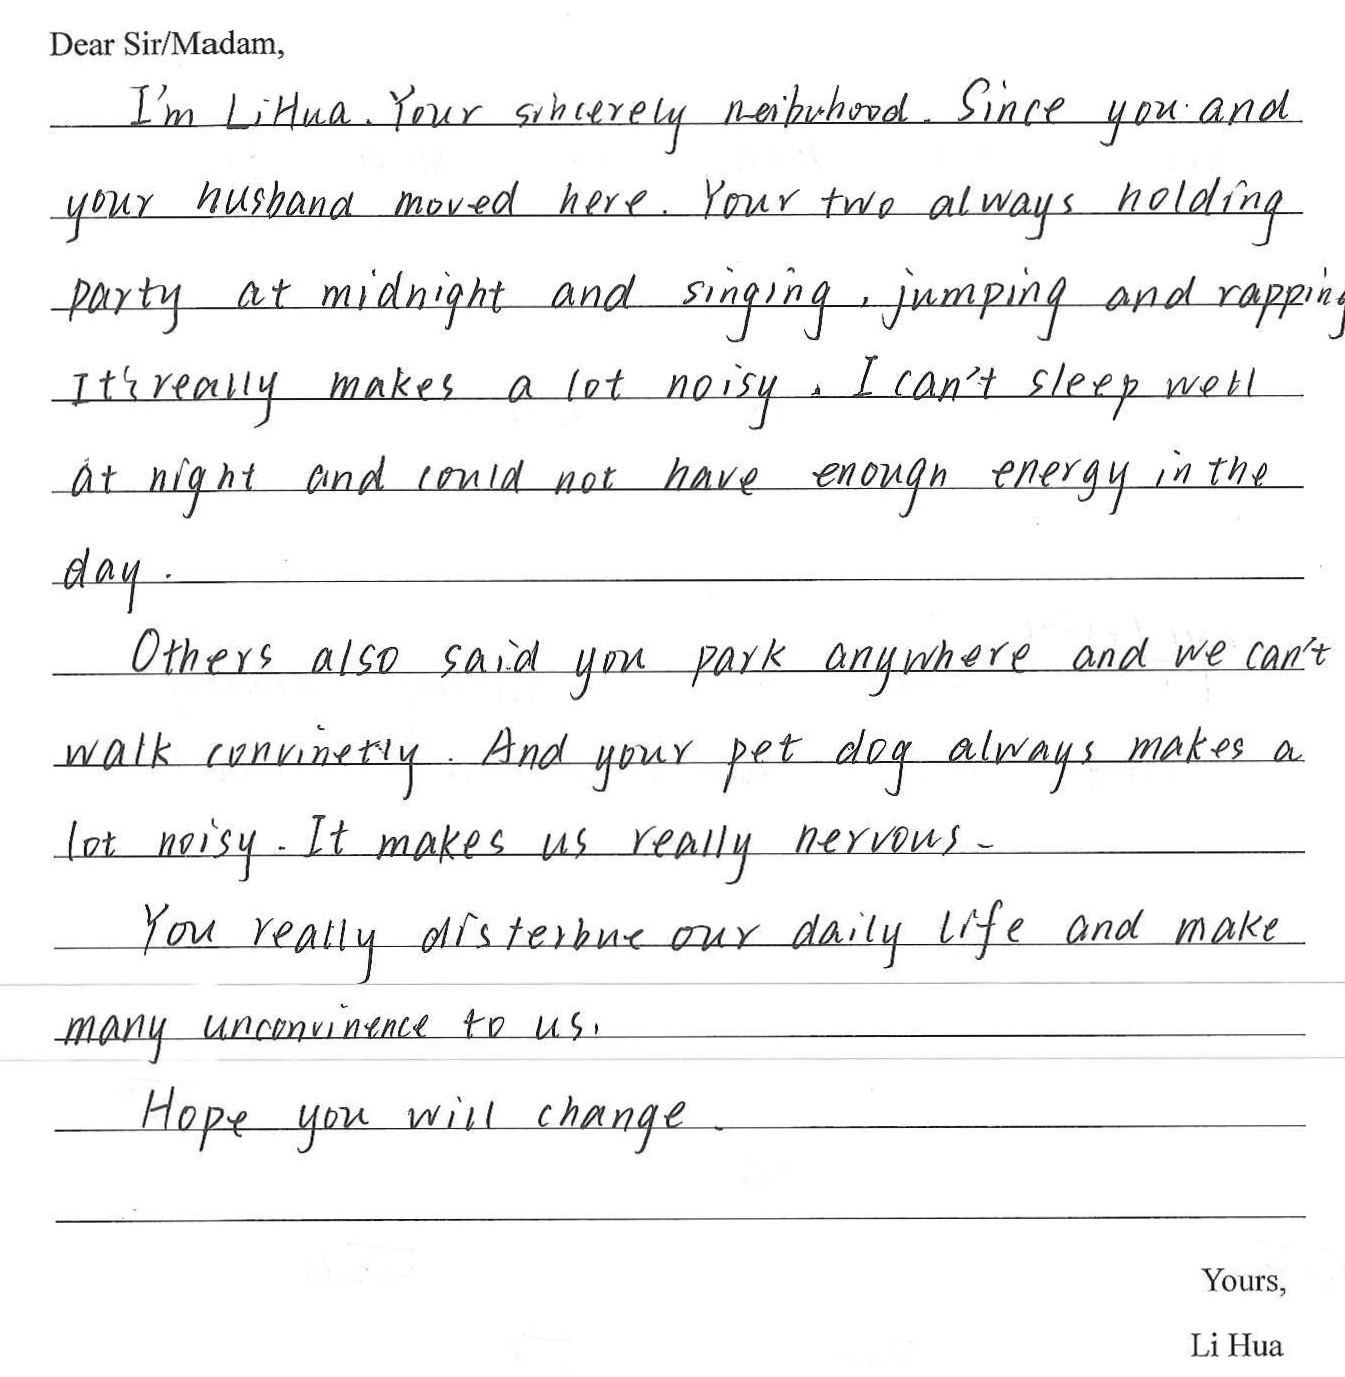 Dear Sir/Madam,
I'm LiHua. Your sincerely neibuhood. Since you and
your husband moved here. Your two always holding
party at midnight and singing, jumping and rapping
It's really makes a lot noisy. I can't sleep well
at night and could not have enough energy in the
day.
Others also said you park anywhere and we can't
walk convinetly. And your pet dog always makes a
lot noisy. It makes us really nervous.
You really disterbue our daily life and make
many unconvinence to us.
Hope you will change.
Yours,
Li Hua